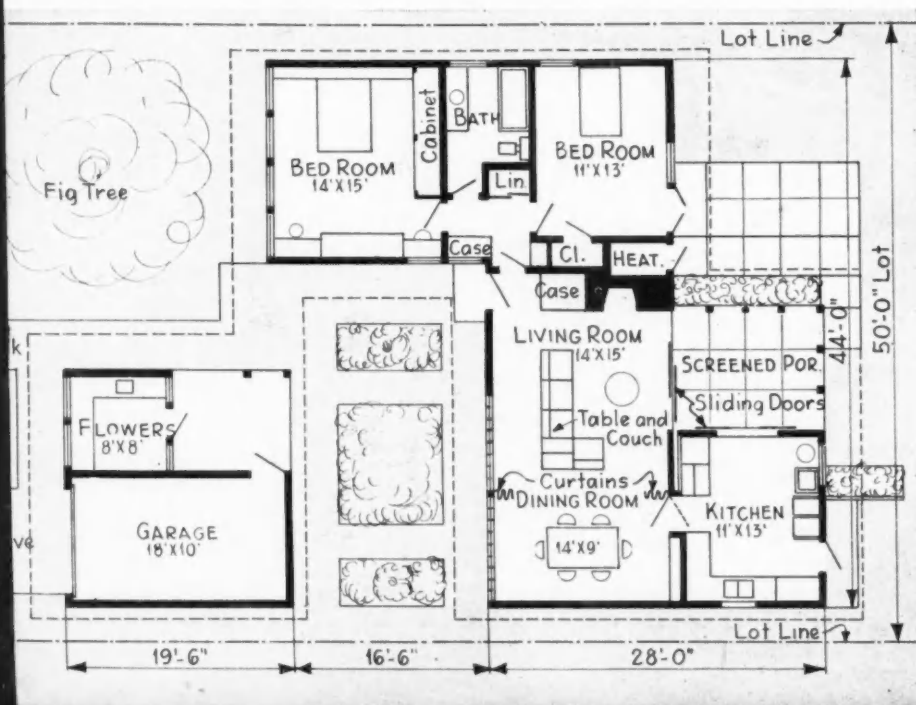 Lot Line
Fig Tree
BED ROOM
14'X15'
Cabinet
BATH
Lin.
BED ROOM
11'X13'
Case
Cl.
HEAT.
Case
LIVING ROOM
14'X15'
SCREENED POR.
Sliding Doors
Table and
Couch
44'-0"
50'-0" Lot
k
FLOWERS
8'X8'
Curtains
DINING ROOM
14'X9'
KITCHEN
11'X13'
GARAGE
18'X10'
ve
Lot Line
19'-6"
16'-6"
28'-0"